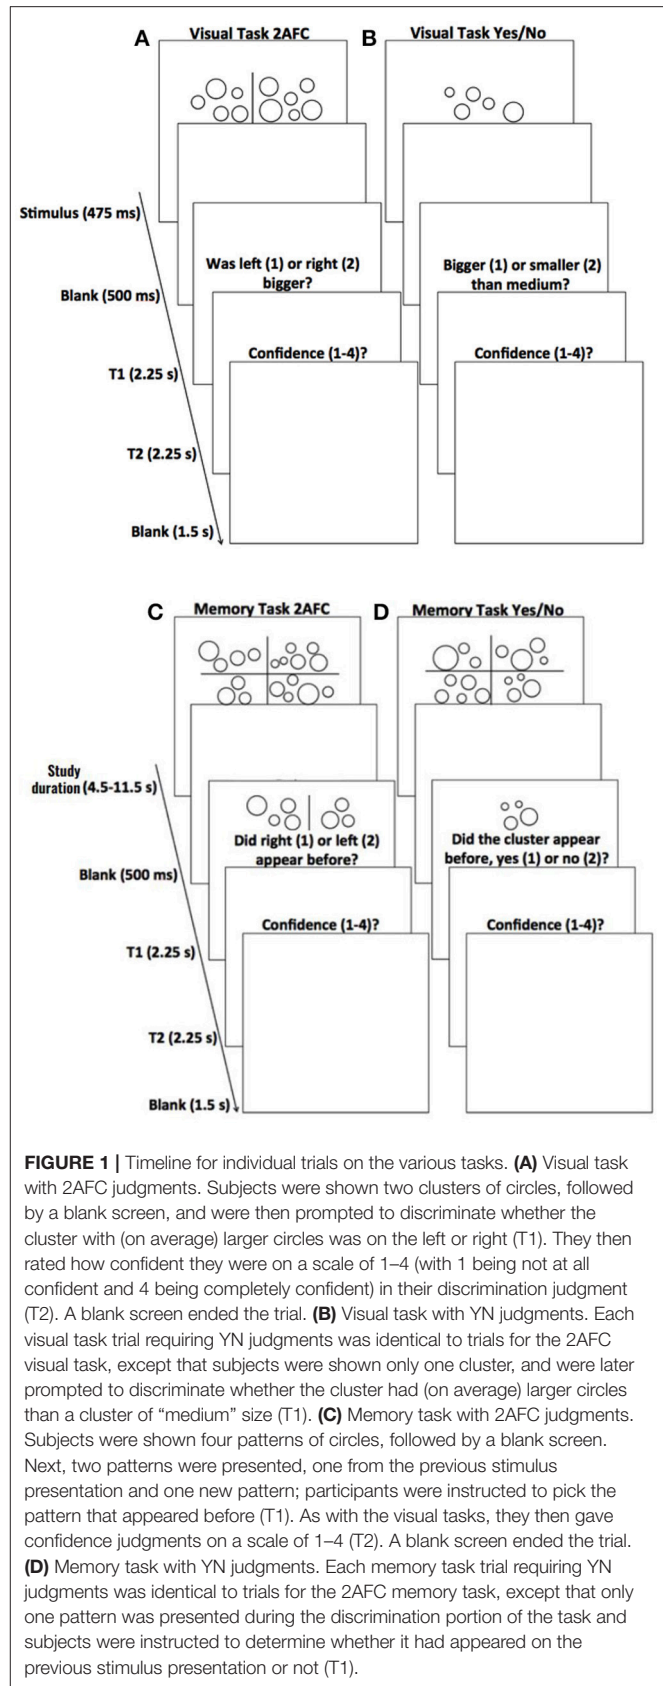 A Visual Task 2AFC B Visual Task Yes/No
Stimulus (475 ms)
Was left (1) or right (2)
bigger?
Bigger (1) or smaller (2)
than medium?
Blank (500 ms)
Confidence (1-4)?
Confidence (1-4)?
T1 (2.25 s)
T2 (2.25 s)
Blank (1.5 s)
C Memory Task 2AFC D Memory Task Yes/No
Study
duration (4.5-11.5 s)
Did right (1) or left (2)
appear before?
Did the cluster appear
before, yes (1) or no (2)?
Blank (500 ms)
Confidence (1-4)?
Confidence (1-4)?
T1 (2.25 s)
T2 (2.25 s)
Blank (1.5 s)
FIGURE 1 | Timeline for individual trials on the various tasks. (A) Visual task
with 2AFC judgments. Subjects were shown two clusters of circles, followed
by a blank screen, and were then prompted to discriminate whether the
cluster with (on average) larger circles was on the left or right (T1). They then
rated how confident they were on a scale of 1–4 (with 1 being not at all
confident and 4 being completely confident) in their discrimination judgment
(T2). A blank screen ended the trial. (B) Visual task with YN judgments. Each
visual task trial requiring YN judgments was identical to trials for the 2AFC
visual task, except that subjects were shown only one cluster, and were later
prompted to discriminate whether the cluster had (on average) larger circles
than a cluster of “medium” size (T1). (C) Memory task with 2AFC judgments.
Subjects were shown four patterns of circles, followed by a blank screen.
Next, two patterns were presented, one from the previous stimulus
presentation and one new pattern; participants were instructed to pick the
pattern that appeared before (T1). As with the visual tasks, they then gave
confidence judgments on a scale of 1–4 (T2). A blank screen ended the trial.
(D) Memory task with YN judgments. Each memory task trial requiring YN
judgments was identical to trials for the 2AFC memory task, except that only
one pattern was presented during the discrimination portion of the task and
subjects were instructed to determine whether it had appeared on the
previous stimulus presentation or not (T1).